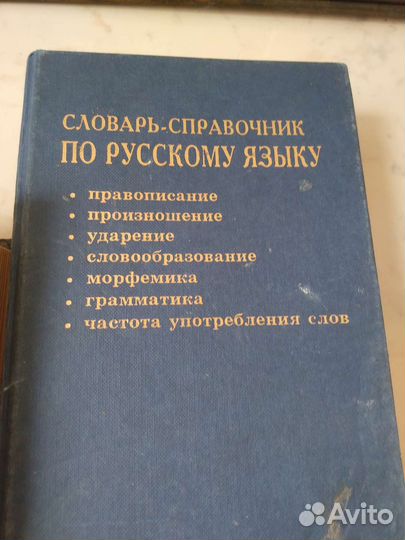 СЛОВАРЬ-СПРАВОЧНИК
ПО РУССКОМУ ЯЗЫКУ
• правописание
• произношение
• ударение
• словообразование
• морфемика
• грамматика
• частота употребления слов
Avito